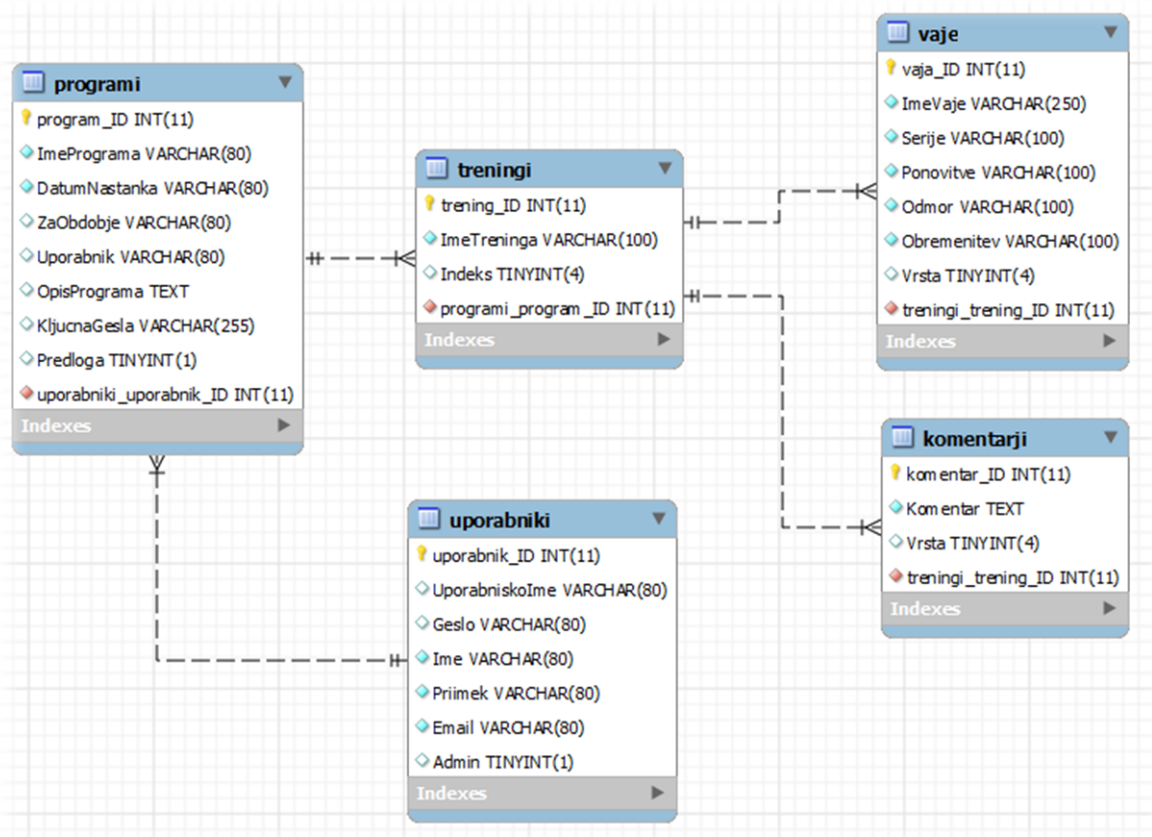 programi
program_ID INT(11)
ImePrograma VARCHAR(80)
DatumNastanka VARCHAR(80)
ZaObdobje VARCHAR(80)
Uporabnik VARCHAR(80)
OpisPrograma TEXT
KljucnaGesla VARCHAR(255)
Predloga TINYINT(1)
uporabniki_uporabnik_ID INT(11)
Indexes
treningi
trening_ID INT(11)
ImeTreninga VARCHAR(100)
Indeks TINYINT(4)
programi_program_ID INT(11)
Indexes
vaje
vaja_ID INT(11)
ImeVaje VARCHAR(250)
Serije VARCHAR(100)
Ponovitve VARCHAR(100)
Odmor VARCHAR(100)
Obremenitev VARCHAR(100)
Vrsta TINYINT(4)
treningi_trening_ID INT(11)
Indexes
komentarji
komentar_ID INT(11)
Komentar TEXT
Vrsta TINYINT(4)
treningi_trening_ID INT(11)
Indexes
uporabniki
uporabnik_ID INT(11)
UporabniskoIme VARCHAR(80)
Geslo VARCHAR(80)
Ime VARCHAR(80)
Priimek VARCHAR(80)
Email VARCHAR(80)
Admin TINYINT(1)
Indexes